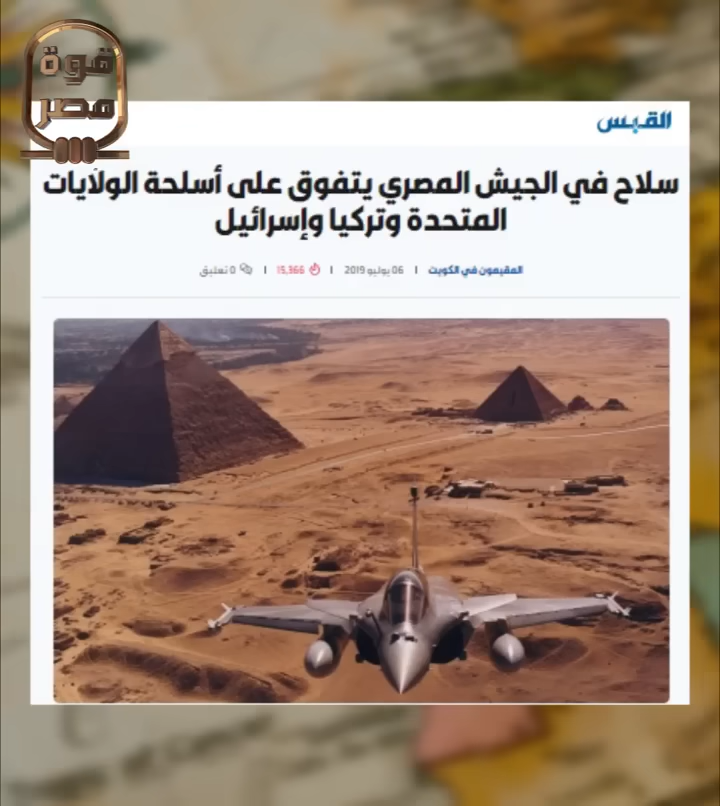 قوة
مصر
القبس
سلاح في الجيش المصري يتفوق على أسلحة الولايات
المتحدة وتركيا وإسرائيل
المقيمون في الكويت | 06 يوليو 2019 | 15,366 | 0 تعليق